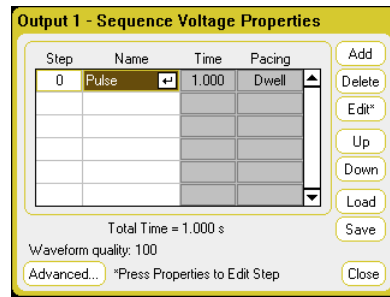 Output 1 - Sequence Voltage Properties
Step Name Time Pacing
0 Pulse 1.000 Dwell
Add
Delete
Edit*
Up
Down
Load
Save
Total Time = 1.000 s
Waveform quality: 100
Advanced... *Press Properties to Edit Step
Close